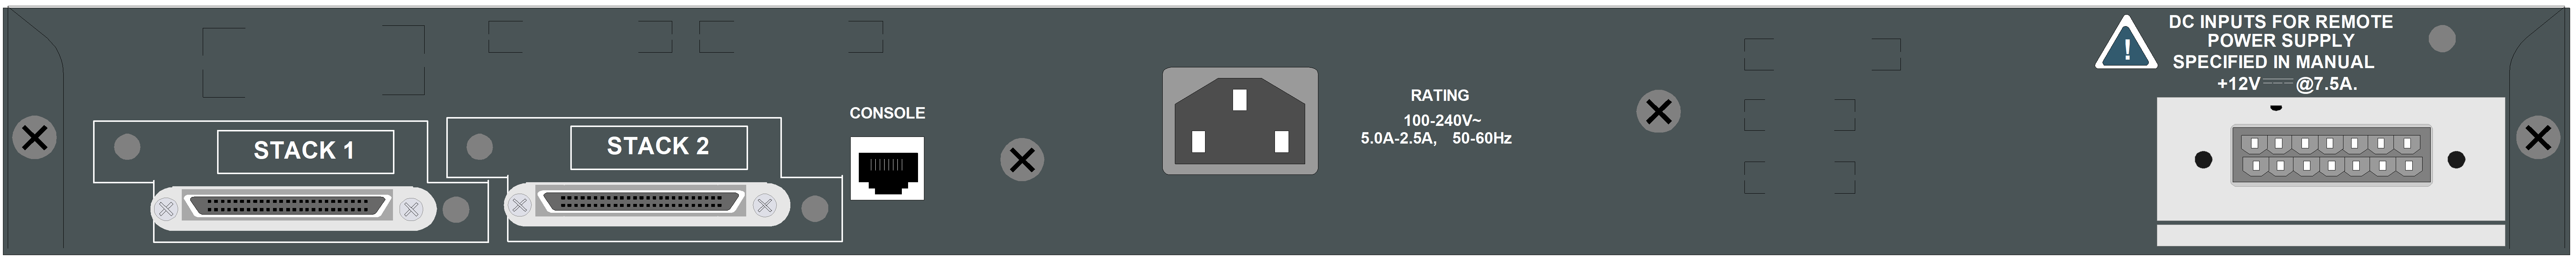 STACK 1
STACK 2
CONSOLE
RATING
100-240V~
5.0A-2.5A, 50-60Hz
!
DC INPUTS FOR REMOTE
POWER SUPPLY
SPECIFIED IN MANUAL
+12V⎓@7.5A.